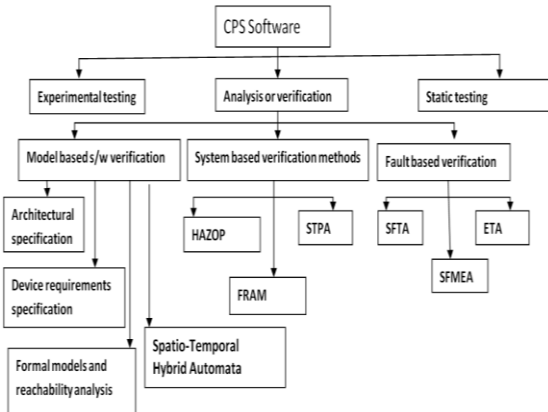 CPS Software
Experimental testing
Analysis or verification
Static testing
Model based s/w verification
System based verification methods
Fault based verification
Architectural
specification
HAZOP
STPA
SFTA
ETA
Device requirements
specification
FRAM
SFMEA
Formal models and
reachability analysis
Spatio-Temporal
Hybrid Automata